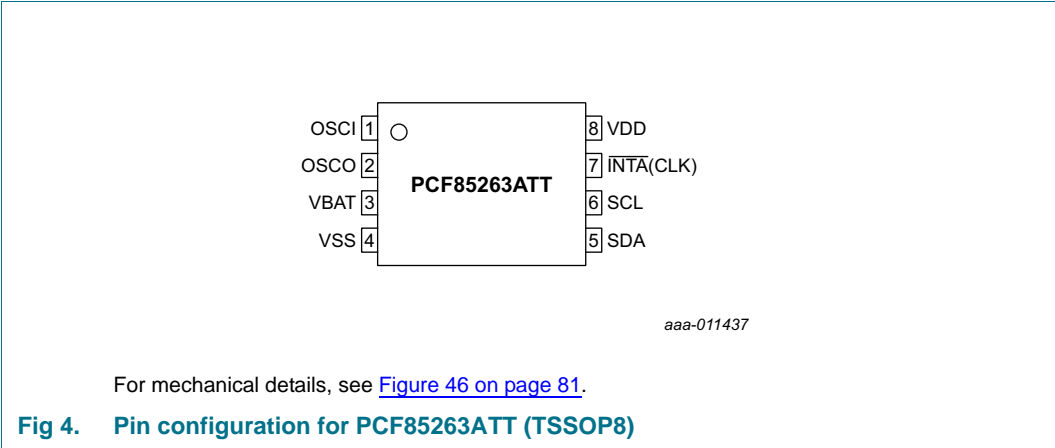 OSCI 1 8 VDD
OSCO 2 7 INTA(CLK)
PCF85263ATT
VBAT 3 6 SCL
VSS 4 5 SDA
aaa-011437
For mechanical details, see Figure 46 on page 81.
Fig 4. Pin configuration for PCF85263ATT (TSSOP8)